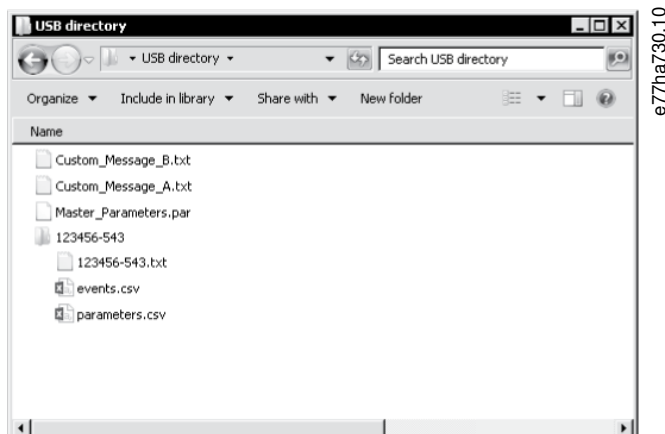 USB directory
USB directory
Search USB directory
Organize
Include in library
Share with
New folder
Name
Custom_Message_B.txt
Custom_Message_A.txt
Master_Parameters.par
123456-543
123456-543.txt
events.csv
parameters.csv
e77ha730.10